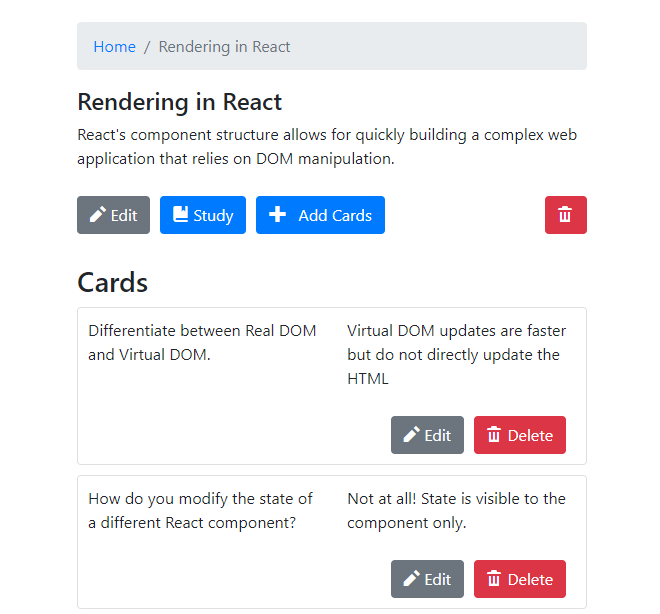 Home / Rendering in React
Rendering in React
React's component structure allows for quickly building a complex web
application that relies on DOM manipulation.
Edit Study Add Cards
Cards
Differentiate between Real DOM
and Virtual DOM.
Virtual DOM updates are faster
but do not directly update the
HTML
Edit Delete
How do you modify the state of
a different React component?
Not at all! State is visible to the
component only.
Edit Delete